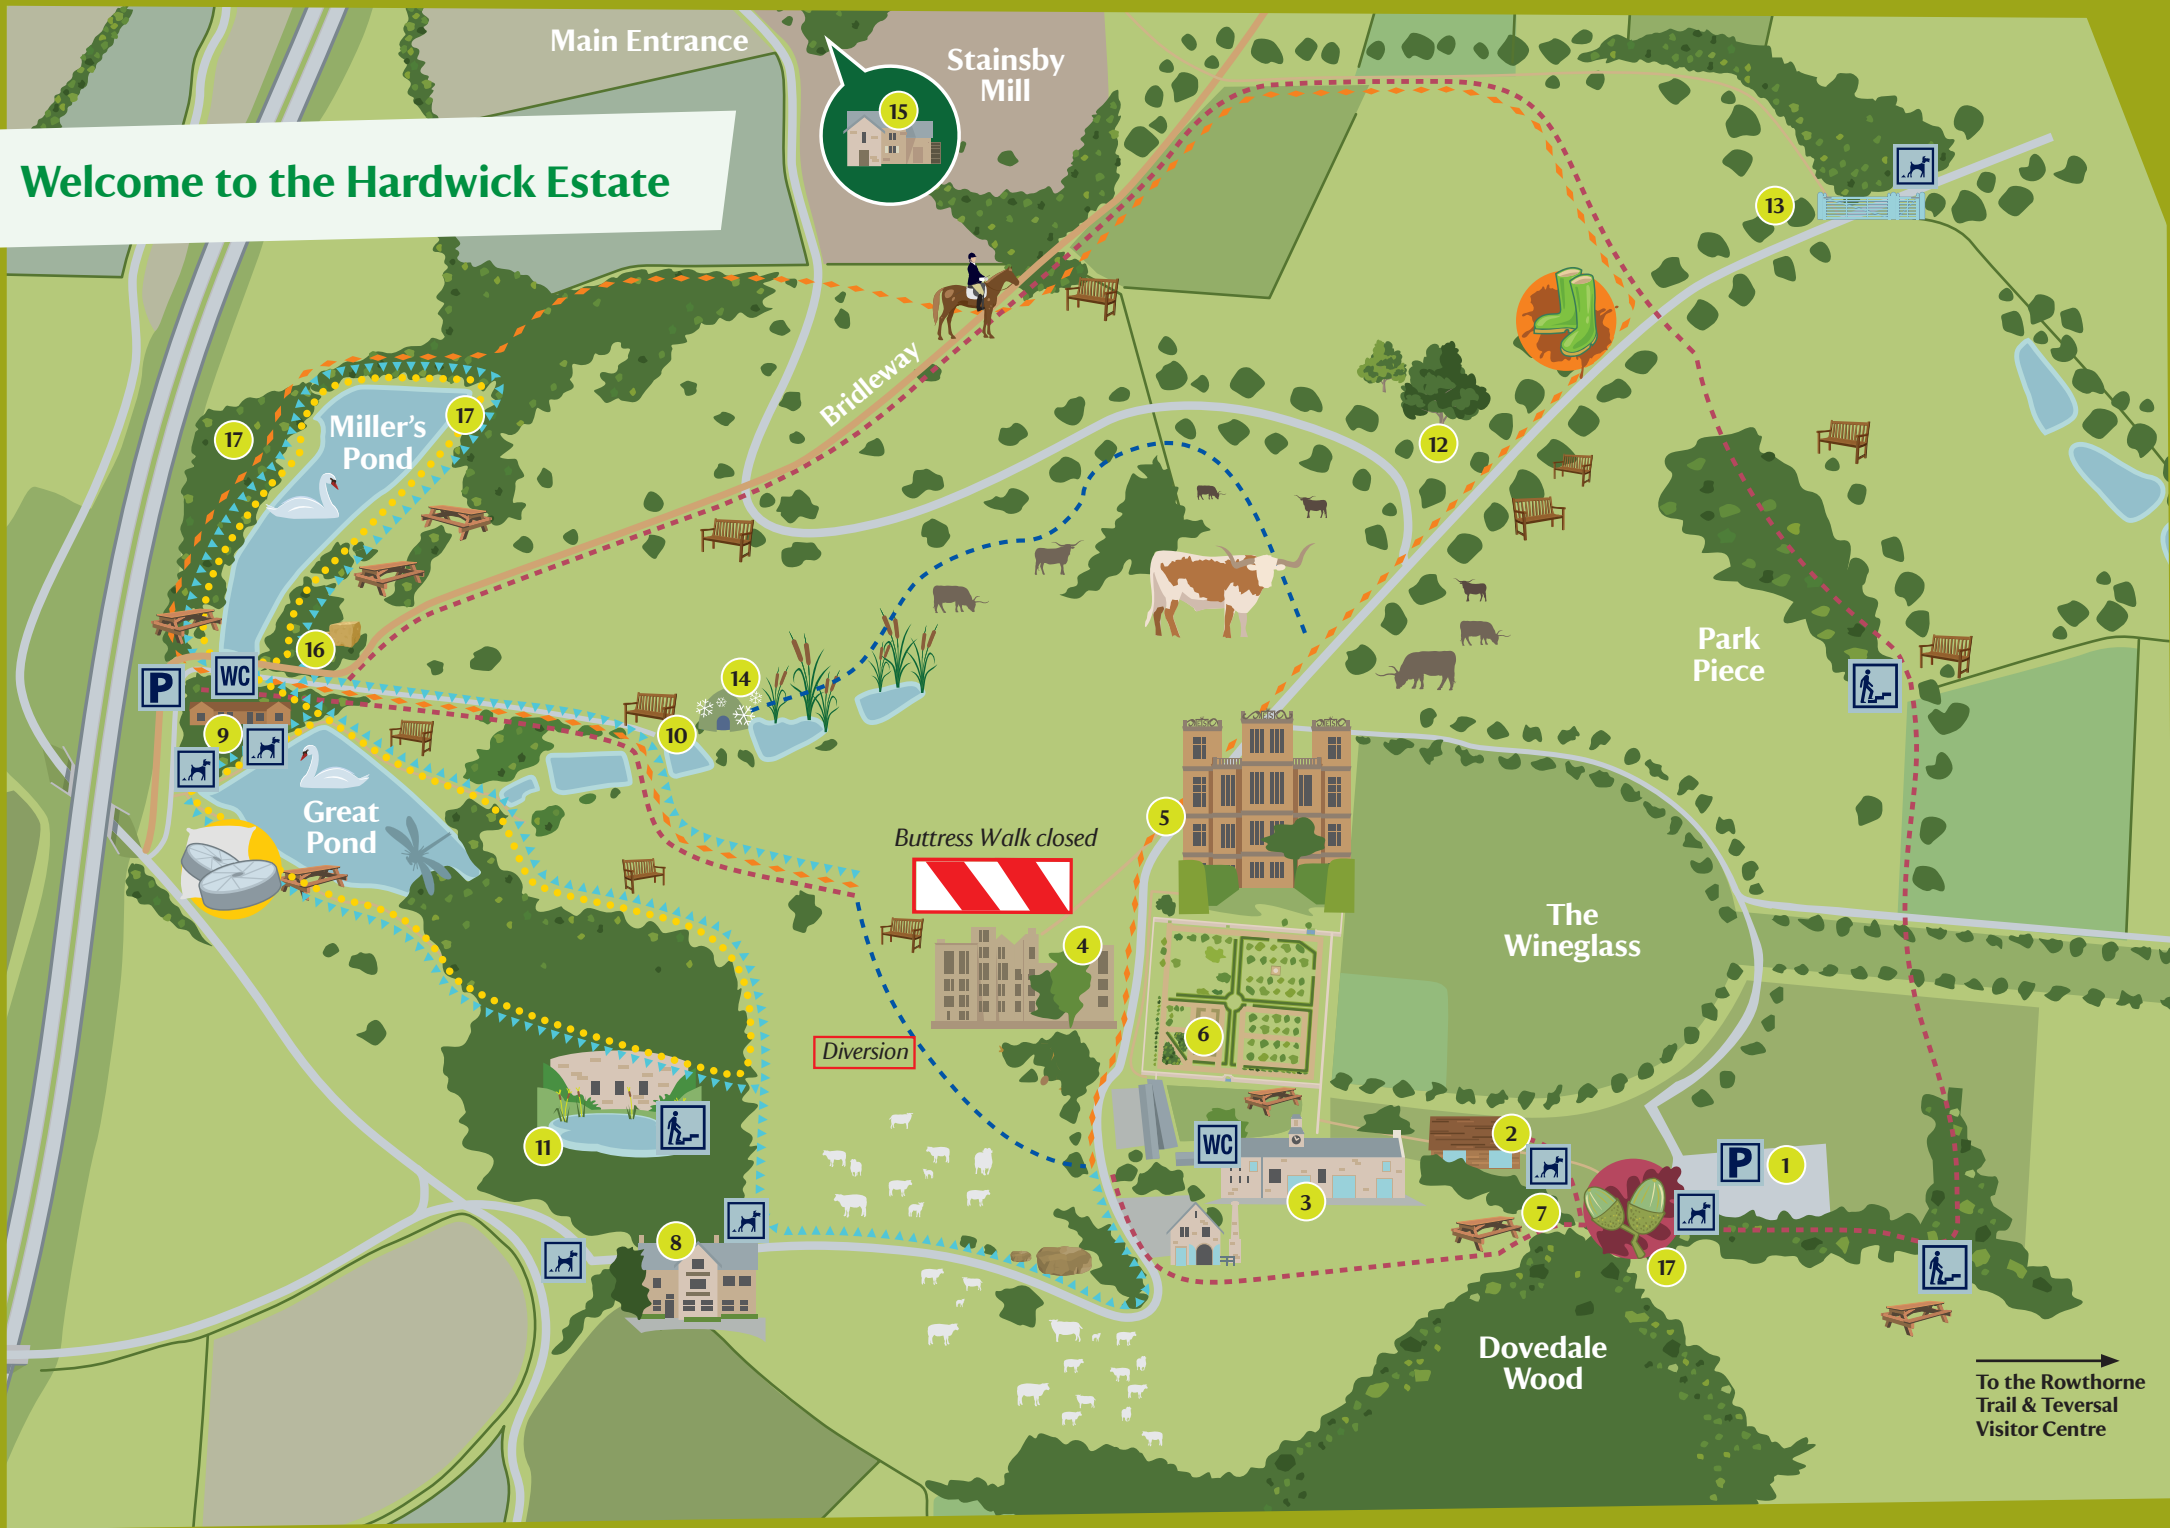 Main Entrance
Stainsby
Mill
15
Welcome to the Hardwick Estate
13
Bridleway
Miller's
Pond
17
17
12
16
WC
P
14
Park
Piece
9
10
Great
Pond
5
Buttress Walk closed
4
The
Wineglass
6
Diversion
11
WC
2
P
1
3
7
8
17
Dovedale
Wood
To the Rowthorne
Trail & Teversal
Visitor Centre